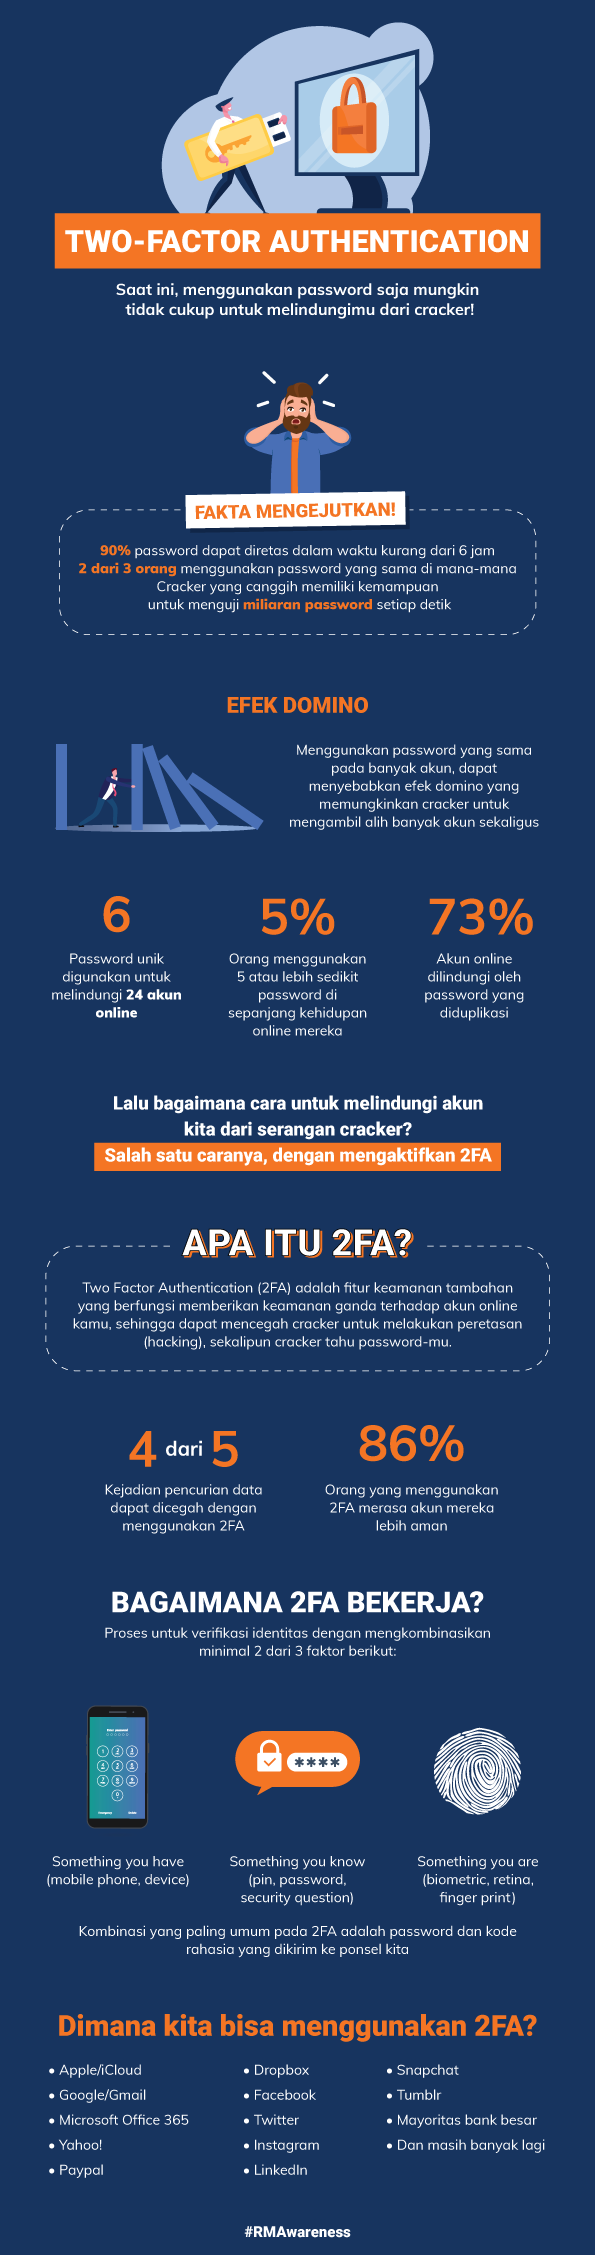 TWO-FACTOR AUTHENTICATION
Saat ini, menggunakan password saja mungkin
tidak cukup untuk melindungimu dari cracker!
FAKTA MENGEJUTKAN!
90% password dapat diretas dalam waktu kurang dari 6 jam
2 dari 3 orang menggunakan password yang sama di mana-mana
Cracker yang canggih memiliki kemampuan
untuk menguji miliaran password setiap detik
EFEK DOMINO
Menggunakan password yang sama
pada banyak akun, dapat
menyebabkan efek domino yang
memungkinkan cracker untuk
mengambil alih banyak akun sekaligus
6
Password unik
digunakan untuk
melindungi 24 akun
online
5%
Orang menggunakan
5 atau lebih sedikit
password di
sepanjang kehidupan
online mereka
73%
Akun online
dilindungi oleh
password yang
diduplikasi
Lalu bagaimana cara untuk melindungi akun
kita dari serangan cracker?
Salah satu caranya, dengan mengaktifkan 2FA
APA ITU 2FA?
Two Factor Authentication (2FA) adalah fitur keamanan tambahan
yang berfungsi memberikan keamanan ganda terhadap akun online
kamu, sehingga dapat mencegah cracker untuk melakukan peretasan
(hacking), sekalipun cracker tahu password-mu.
4 dari 5
Kejadian pencurian data
dapat dicegah dengan
menggunakan 2FA
86%
Orang yang menggunakan
2FA merasa akun mereka
lebih aman
BAGAIMANA 2FA BEKERJA?
Proses untuk verifikasi identitas dengan mengkombinasikan
minimal 2 dari 3 faktor berikut:
****
Something you have
(mobile phone, device)
Something you know
(pin, password,
security question)
Something you are
(biometric, retina,
finger print)
Kombinasi yang paling umum pada 2FA adalah password dan kode
rahasia yang dikirim ke ponsel kita
Dimana kita bisa menggunakan 2FA?
• Apple/iCloud
• Google/Gmail
• Microsoft Office 365
• Yahoo!
• Paypal
• Dropbox
• Facebook
• Twitter
• Instagram
• LinkedIn
• Snapchat
• Tumblr
• Mayoritas bank besar
• Dan masih banyak lagi
#RMAwareness